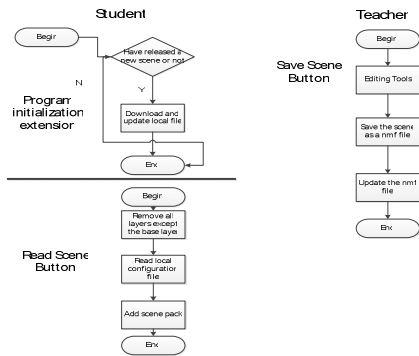 Student
Begin
Have released a
new scene or not
N
Y
Program
initialization
extension
Download and
update local file
End
Begin
Remove all
layers except
the base layer
Read Scene
Button
Read local
configuration
file
Add scene pack
End
Teacher
Begin
Save Scene
Button
Editing Tools
Save the scene
as a nmf file
Update the nmf
file
End